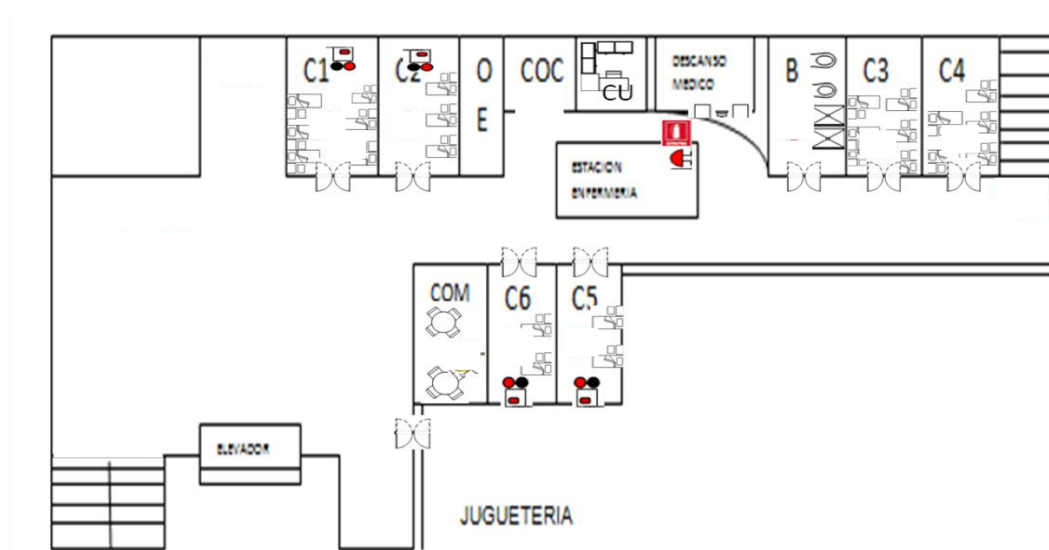 C1
C2
O
E
COC
CU
DESCANSO
MEDICO
B
C3
C4
ESTACION
ENFERMERIA
COM
C6
C5
ELEVADOR
JUGUETERIA